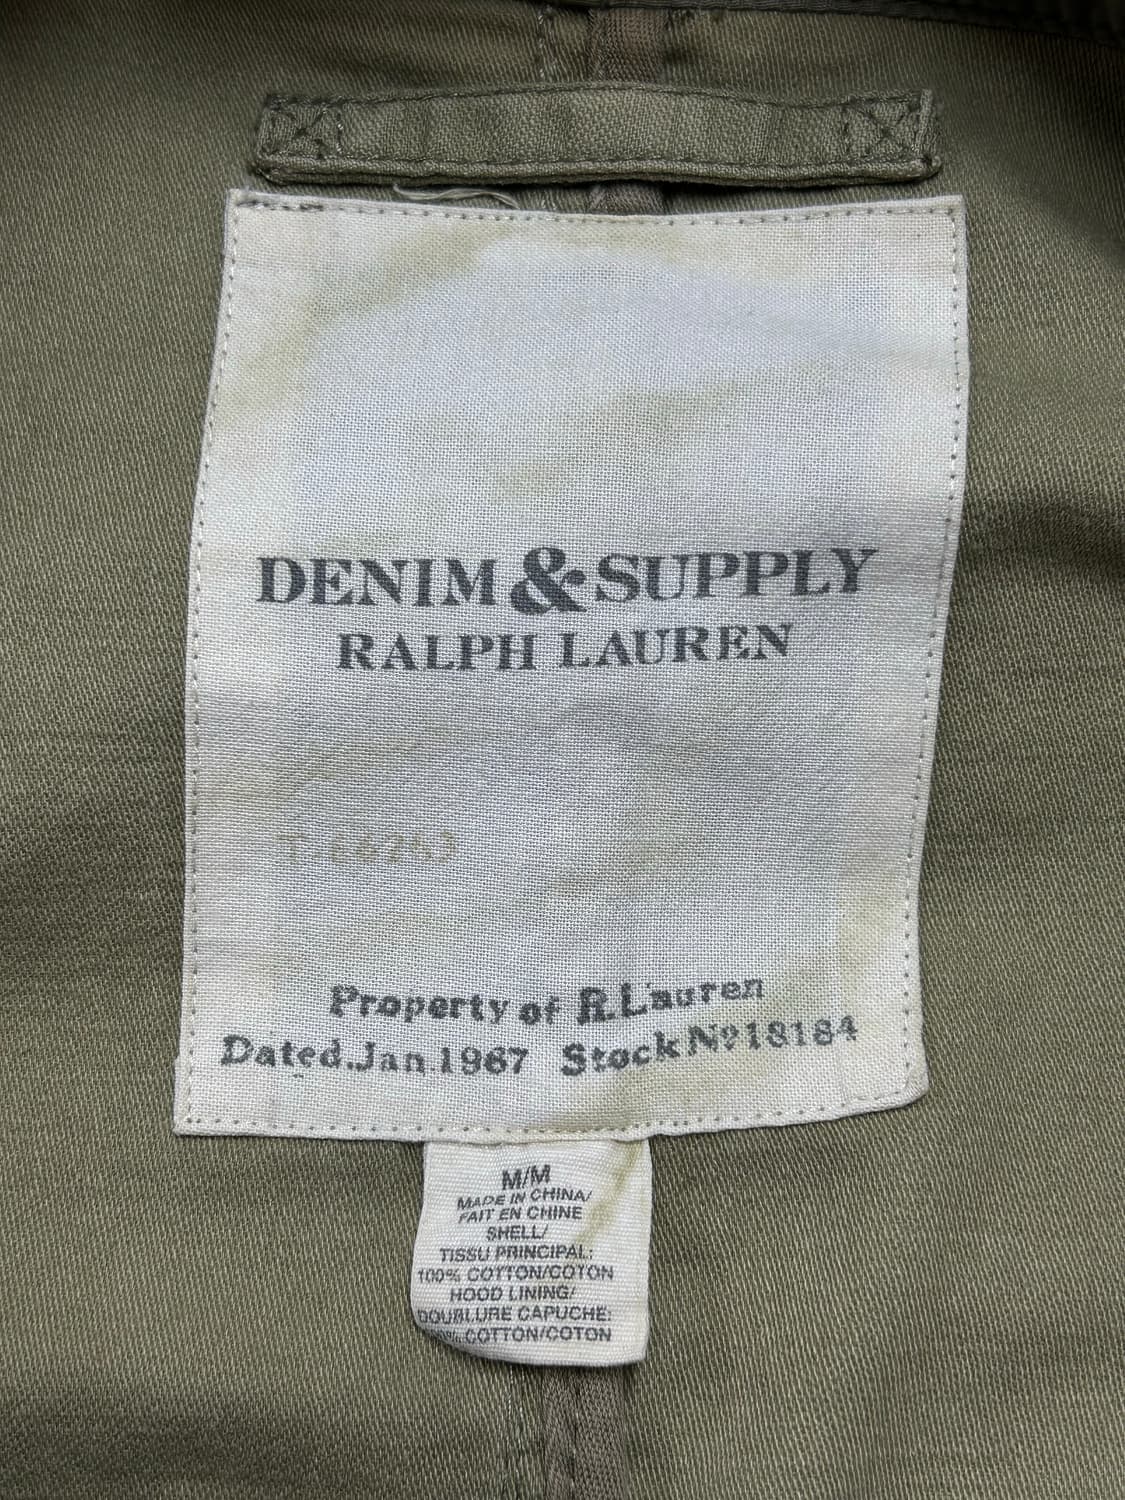 DENIM & SUPPLY
RALPH LAUREN
Property of R.Lauren
Dated.Jan.1967 Stock Nº18184
M/M
MADE IN CHINA/
FAIT EN CHINE
SHELL/
TISSU PRINCIPAL:
100% COTTON/COTON
HOOD LINING/
DOUBLURE CAPUCHE:
COTTON/COTON